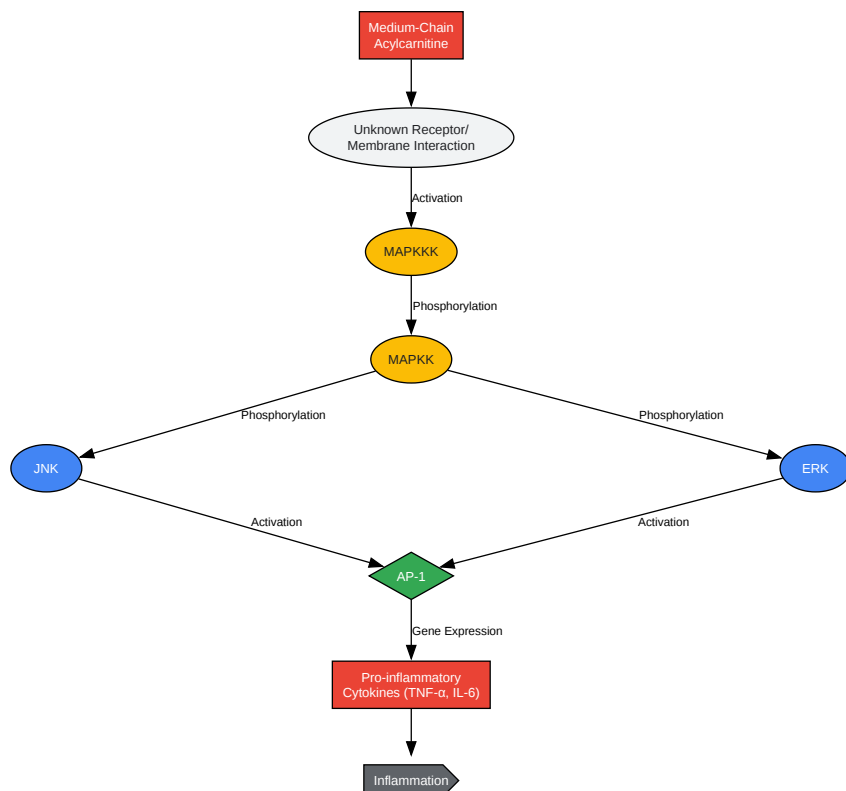 Medium-Chain
Acylcarnitine
Unknown Receptor/
Membrane Interaction
Activation
MAPKKK
Phosphorylation
MAPKK
Phosphorylation
Phosphorylation
JNK
ERK
Activation
Activation
AP-1
Gene Expression
Pro-inflammatory
Cytokines (TNF-α, IL-6)
Inflammation